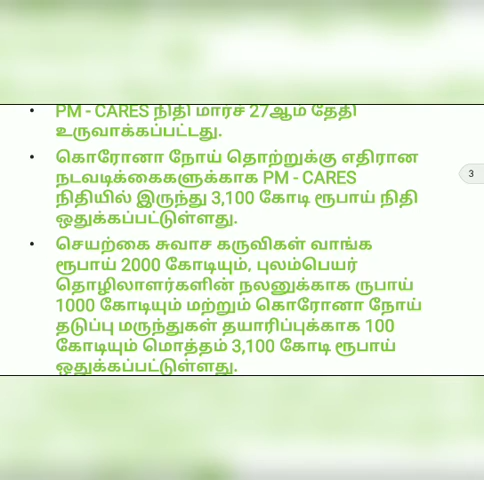 • PM - CARES நிதி மார்ச் 27ஆம் தேதி
உருவாக்கப்பட்டது.
• கொரோனா நோய் தொற்றுக்கு எதிரான
நடவடிக்கைகளுக்காக PM - CARES
நிதியில் இருந்து 3,100 கோடி ரூபாய் நிதி
ஒதுக்கப்பட்டுள்ளது.
• செயற்கை சுவாச கருவிகள் வாங்க
ரூபாய் 2000 கோடியும், புலம்பெயர்
தொழிலாளர்களின் நலனுக்காக ருபாய்
1000 கோடியும் மற்றும் கொரோனா நோய்
தடுப்பு மருந்துகள் தயாரிப்புக்காக 100
கோடியும் மொத்தம் 3,100 கோடி ரூபாய்
ஒதுக்கப்பட்டுள்ளது.
3